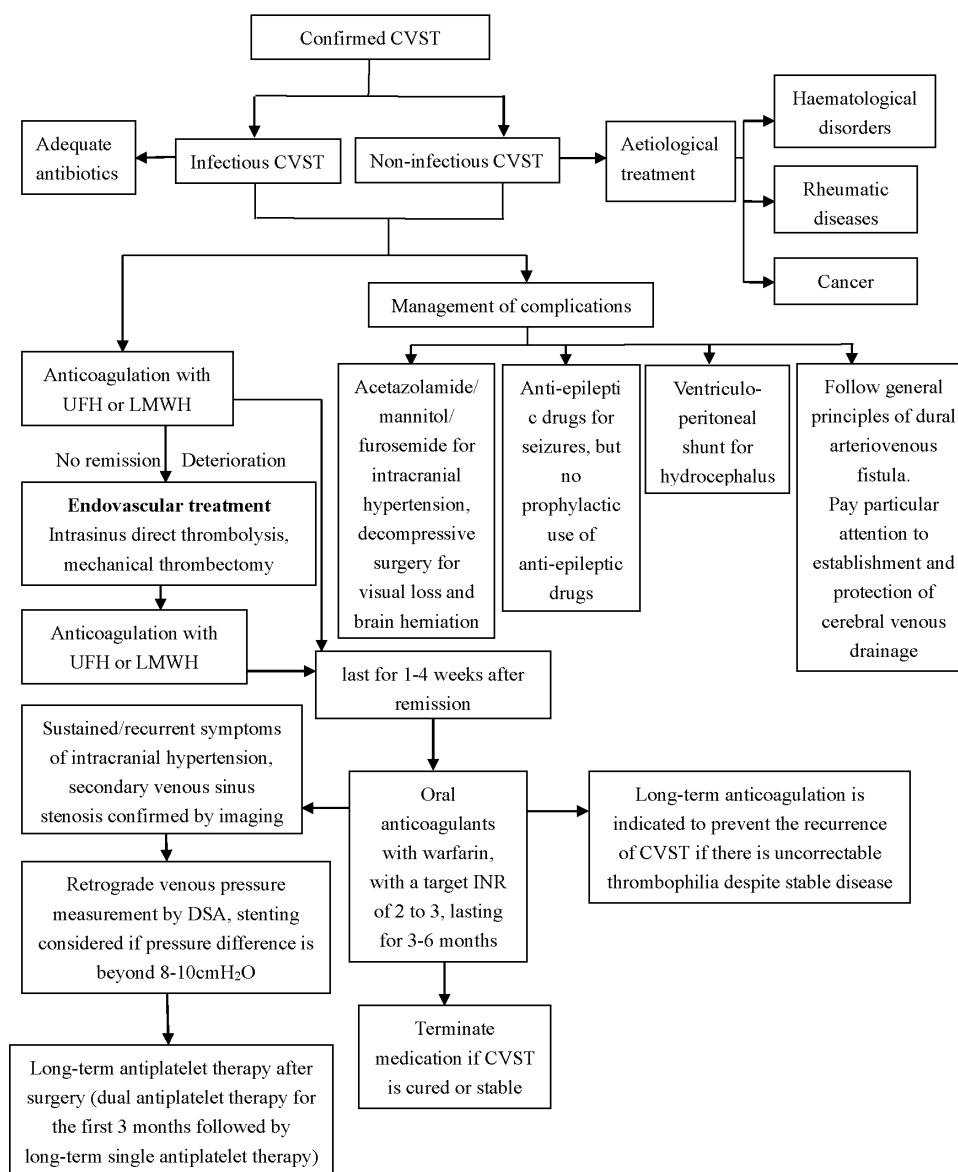 Confirmed CVST
Adequate
antibiotics
Infectious CVST
Non-infectious CVST
Aetiological
treatment
Haematological
disorders
Rheumatic
diseases
Cancer
Management of complications
Anticoagulation with
UFH or LMWH
Acetazolamide/
mannitol/
furosemide for
intracranial
hypertension,
decompressive
surgery for
visual loss and
brain herniation
Anti-epilepti
c drugs for
seizures, but no
prophylactic
use of
anti-epileptic
drugs
Ventriculo-
peritoneal
shunt for
hydrocephalus
Follow general
principles of dural
arteriovenous
fistula.
Pay particular
attention to
establishment and
protection of
cerebral venous
drainage
No remission
Deterioration
Endovascular treatment
Intrasinus direct thrombolysis,
mechanical thrombectomy
Anticoagulation with
UFH or LMWH
last for 1-4 weeks after
remission
Sustained/recurrent symptoms
of intracranial hypertension,
secondary venous sinus
stenosis confirmed by imaging
Oral
anticoagulants
with warfarin,
with a target INR
of 2 to 3, lasting
for 3-6 months
Long-term anticoagulation is
indicated to prevent the recurrence
of CVST if there is uncorrectable
thrombophilia despite stable disease
Retrograde venous pressure
measurement by DSA, stenting
considered if pressure difference is
beyond 8-10cmH₂O
Terminate
medication if CVST
is cured or stable
Long-term antiplatelet therapy after
surgery (dual antiplatelet therapy for
the first 3 months followed by
long-term single antiplatelet therapy)